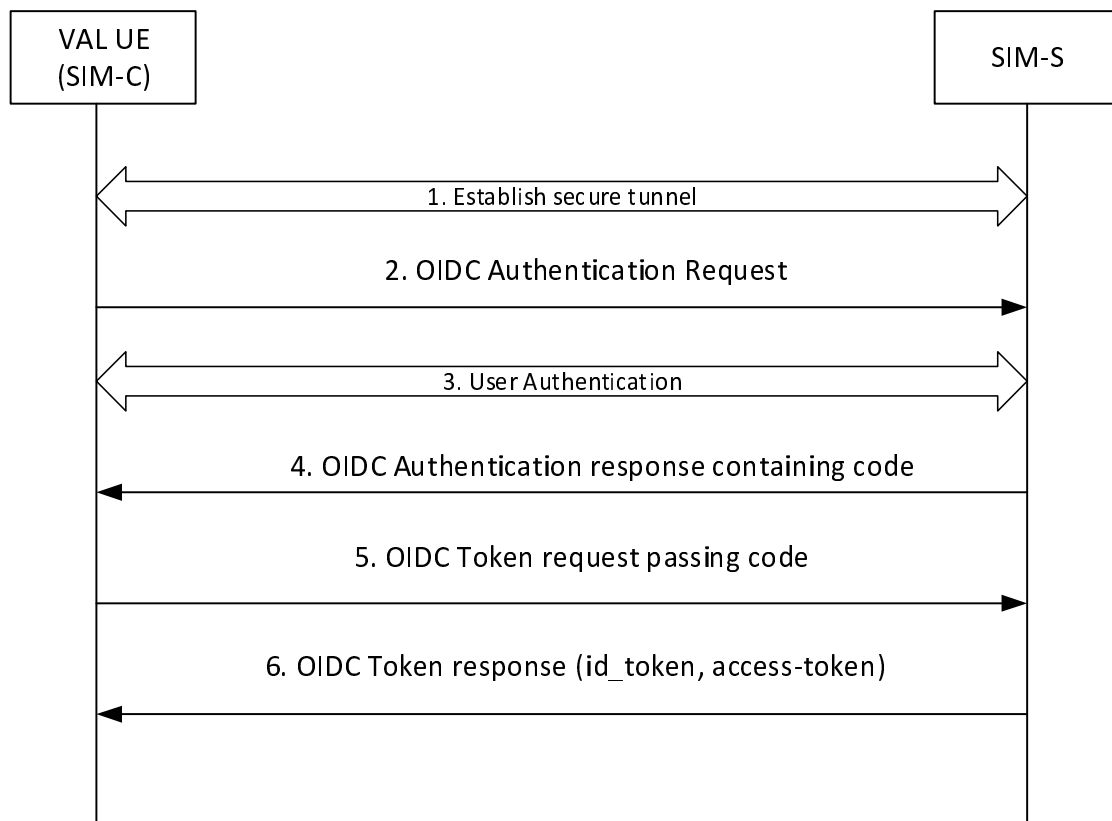 VAL UE
(SIM-C)
SIM-S
1. Establish secure tunnel
2. OIDC Authentication Request
3. User Authentication
4. OIDC Authentication response containing code
5. OIDC Token request passing code
6. OIDC Token response (id_token, access-token)